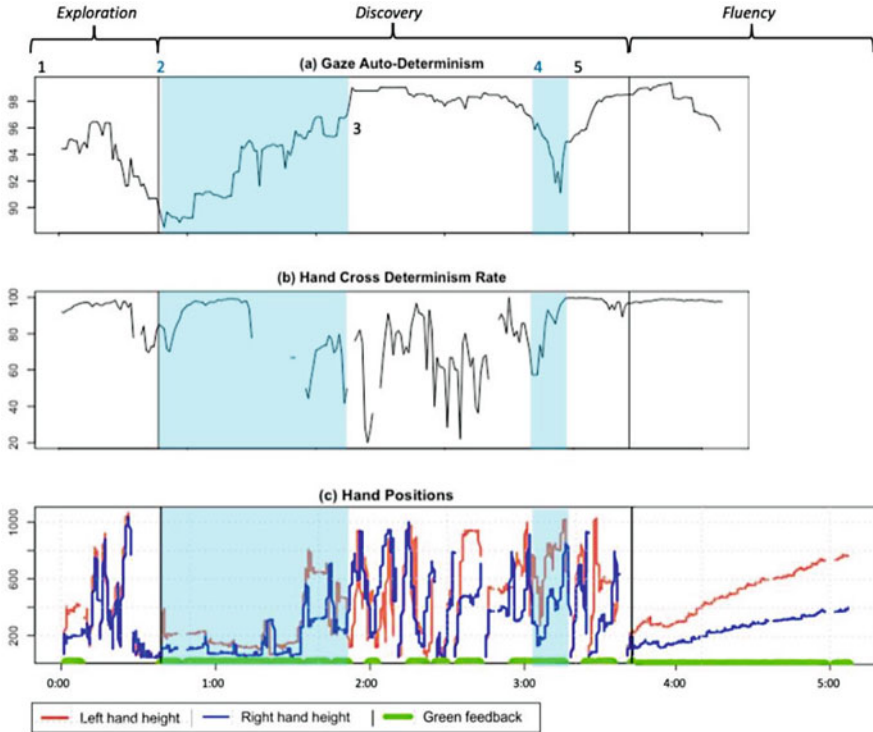 Exploration Discovery Fluency
1 2 (a) Gaze Auto-Determinism 4 5
98
96
94
92
90
3
(b) Hand Cross Determinism Rate
100
80
60
40
20
(c) Hand Positions
1000
600
200
0:00 1:00 2:00 3:00 4:00 5:00
Left hand height Right hand height Green feedback